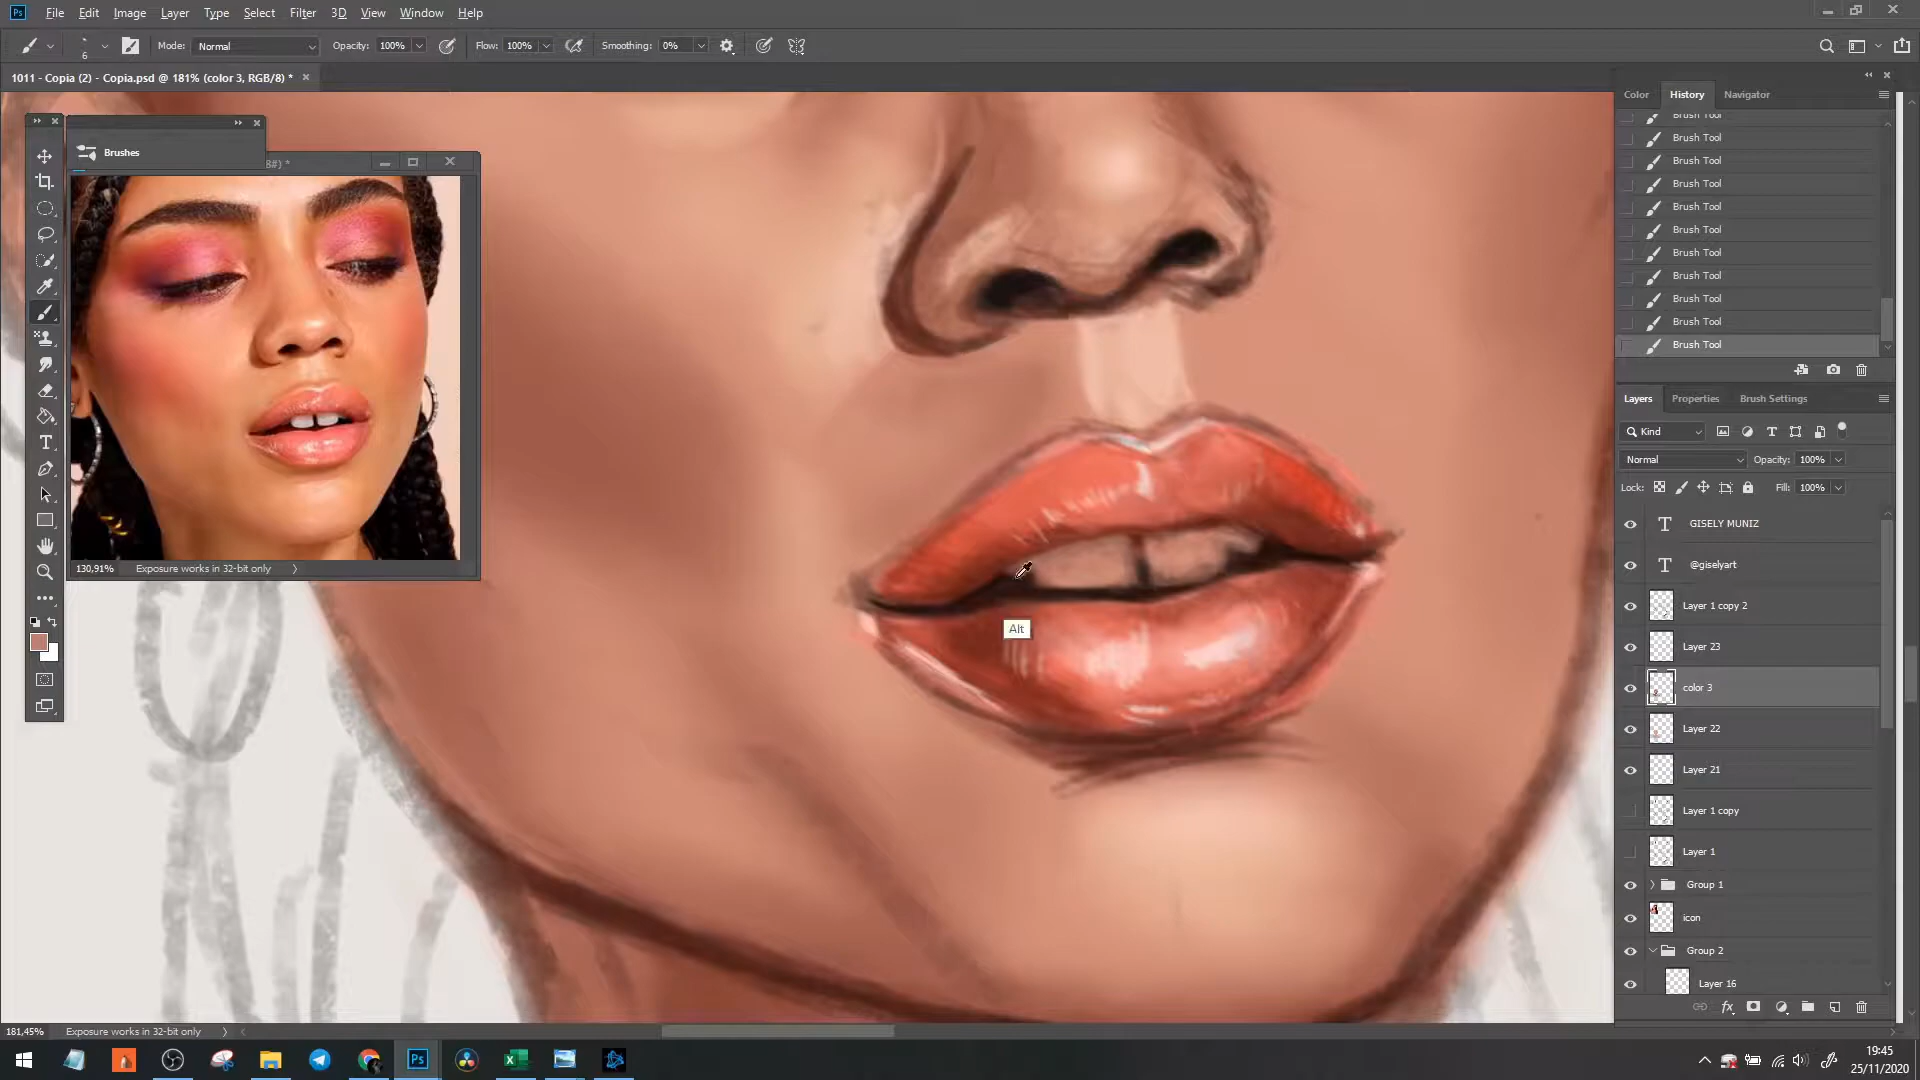 Ps File Edit Image Layer Type Select Filter 3D View Window Help
6 Mode: Normal Opacity: 100% Flow: 100% Smoothing: 0%
1011 - Copia (2) - Copia.psd @ 181% (color 3, RGB/8) * ×
Brushes
8#) *
130,91% Exposure works in 32-bit only
Alt
Color History Navigator
Brush Tool
Brush Tool
Brush Tool
Brush Tool
Brush Tool
Brush Tool
Brush Tool
Brush Tool
Brush Tool
Brush Tool
Brush Tool
Layers Properties Brush Settings
Kind
Normal Opacity: 100%
Lock: Fill: 100%
GISELY MUNIZ
@giselyart
Layer 1 copy 2
Layer 23
color 3
Layer 22
Layer 21
Layer 1 copy
Layer 1
Group 1
icon
Group 2
Layer 16
181,45% Exposure works in 32-bit only
Ps
19:45
25/11/2020